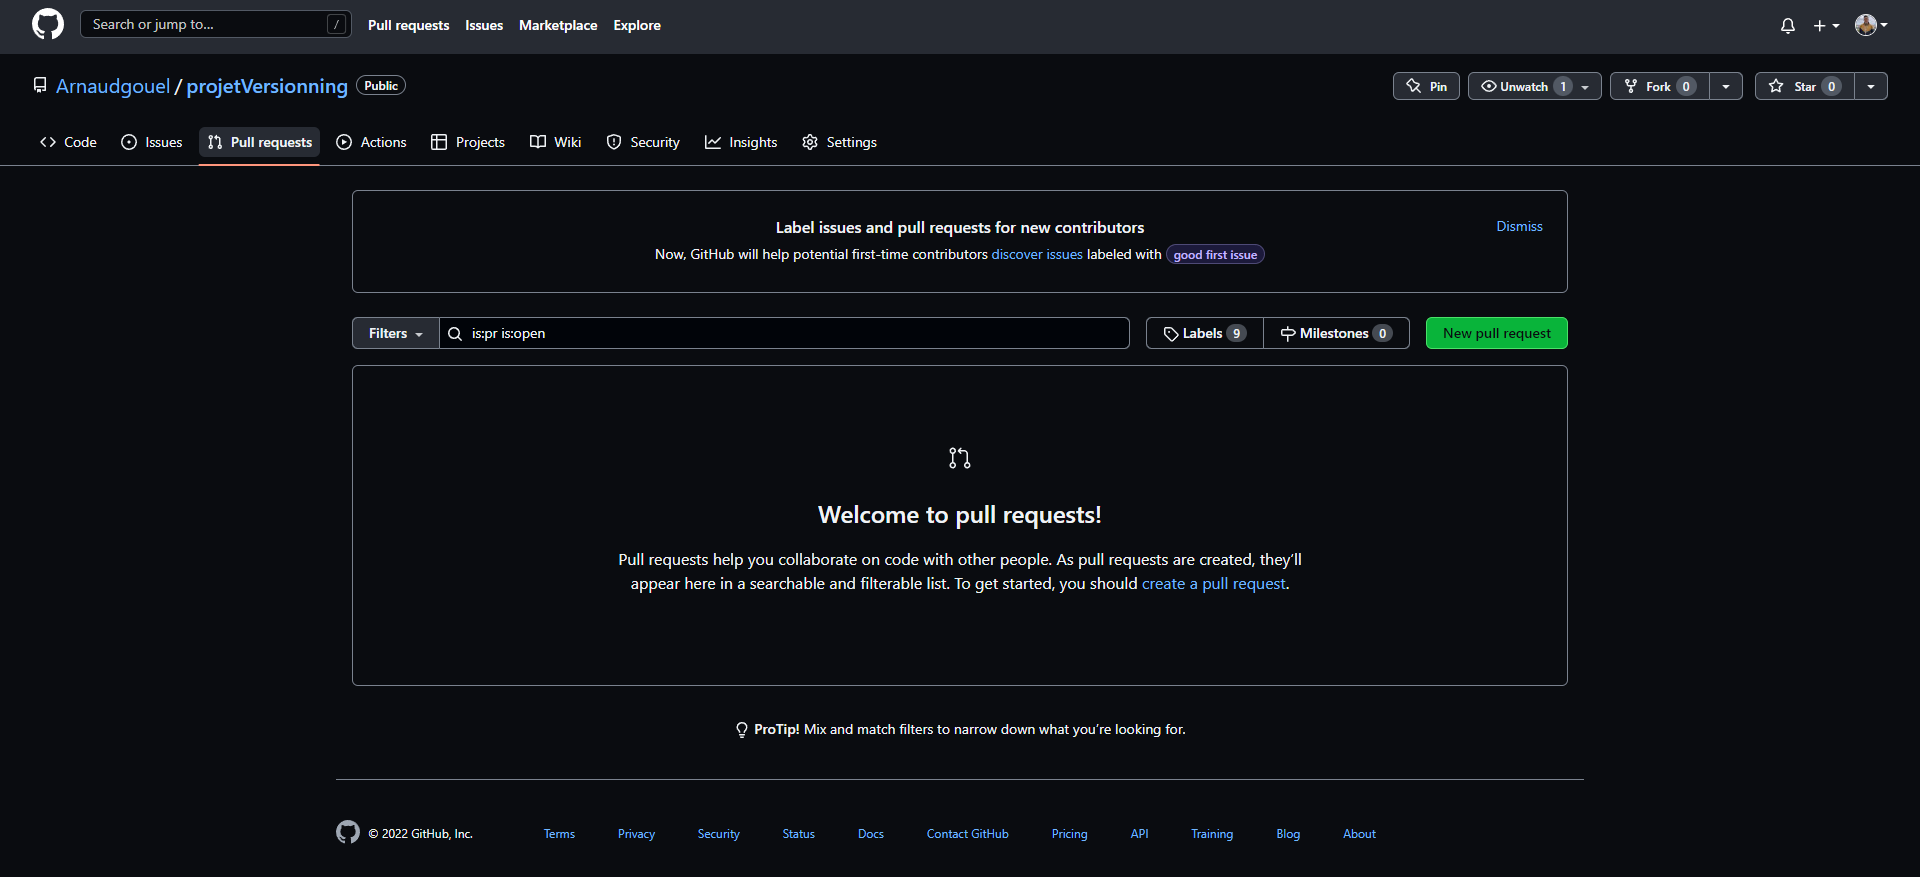 Search or jump to... / Pull requests Issues Marketplace Explore
Arnaudgouel / projetVersionning Public Pin Unwatch 1 Fork 0 Star 0
Code Issues Pull requests Actions Projects Wiki Security Insights Settings
Label issues and pull requests for new contributors
Dismiss
Now, GitHub will help potential first-time contributors discover issues labeled with good first issue
Filters is:pr is:open Labels 9 Milestones 0 New pull request
Welcome to pull requests!
Pull requests help you collaborate on code with other people. As pull requests are created, they’ll
appear here in a searchable and filterable list. To get started, you should create a pull request.
ProTip! Mix and match filters to narrow down what you’re looking for.
© 2022 GitHub, Inc. Terms Privacy Security Status Docs Contact GitHub Pricing API Training Blog About